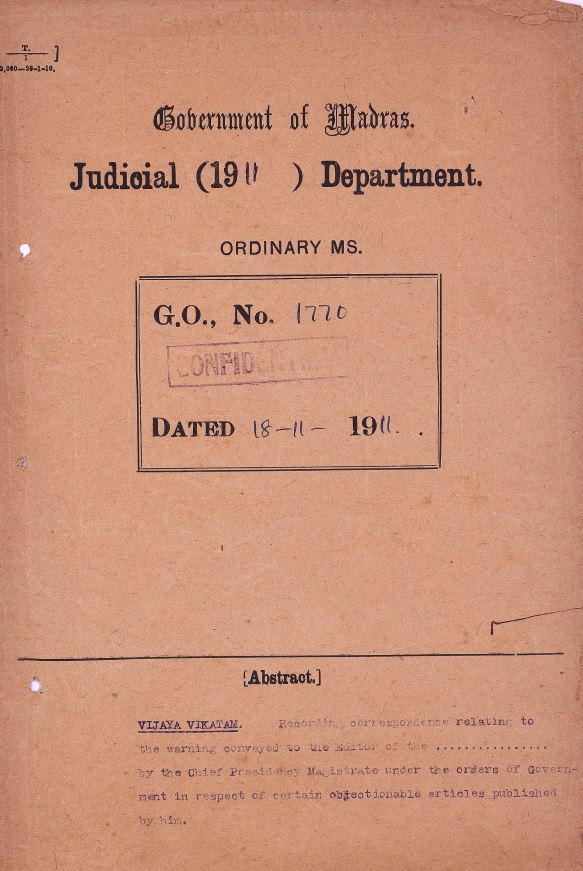 T.
1
]
3,000—29-1-10.
Government of Madras.
Judicial (1911 ) Department.
ORDINARY MS.
G.O., No. 1770
CONFIDENTIAL
DATED 18-11- 1911.
[Abstract.]
VIJAYA VIKATAM. Recording correspondence relating to
the warning conveyed to the Editor of the ................
by the Chief Presidency Magistrate under the orders of Govern-
ment in respect of certain objectionable articles published
by him.